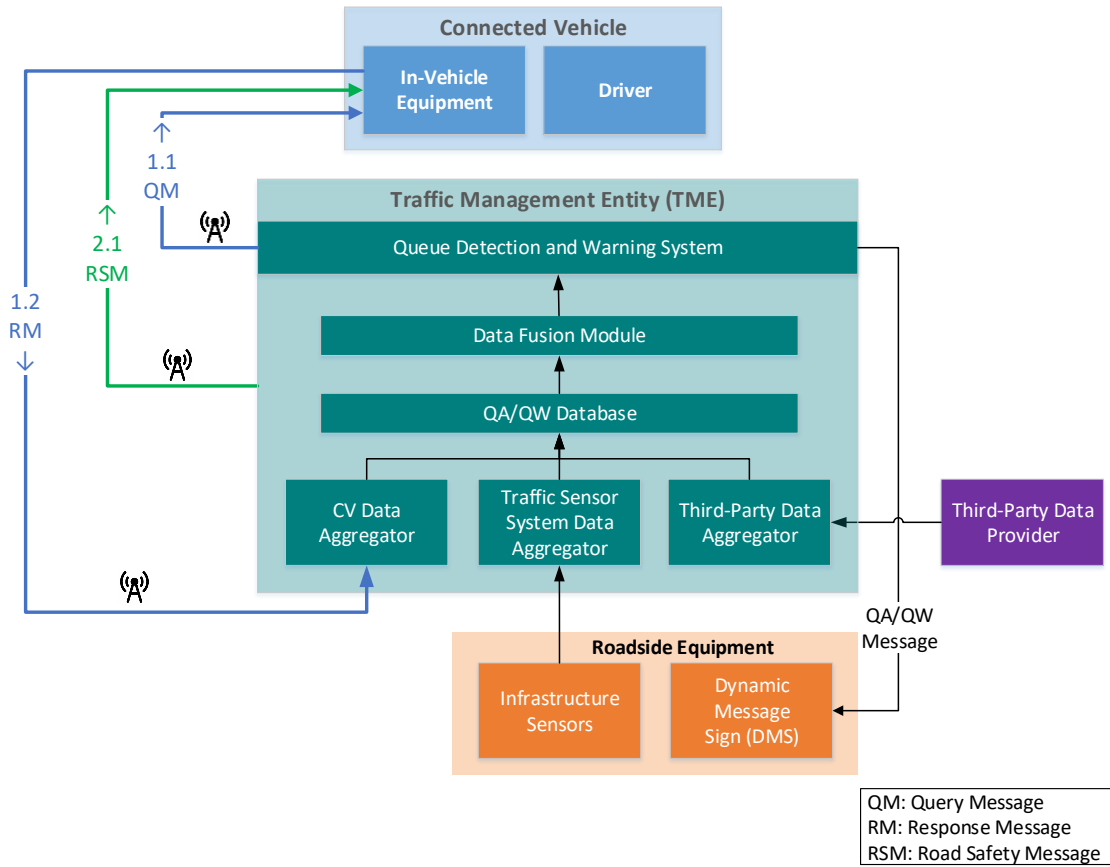 Connected Vehicle
In-Vehicle
Equipment
Driver
1.1
QM
2.1
RSM
1.2
RM
Traffic Management Entity (TME)
Queue Detection and Warning System
Data Fusion Module
QA/QW Database
CV Data
Aggregator
Traffic Sensor
System Data
Aggregator
Third-Party Data
Aggregator
Third-Party Data
Provider
QA/QW
Message
Roadside Equipment
Infrastructure
Sensors
Dynamic
Message
Sign (DMS)
QM: Query Message
RM: Response Message
RSM: Road Safety Message